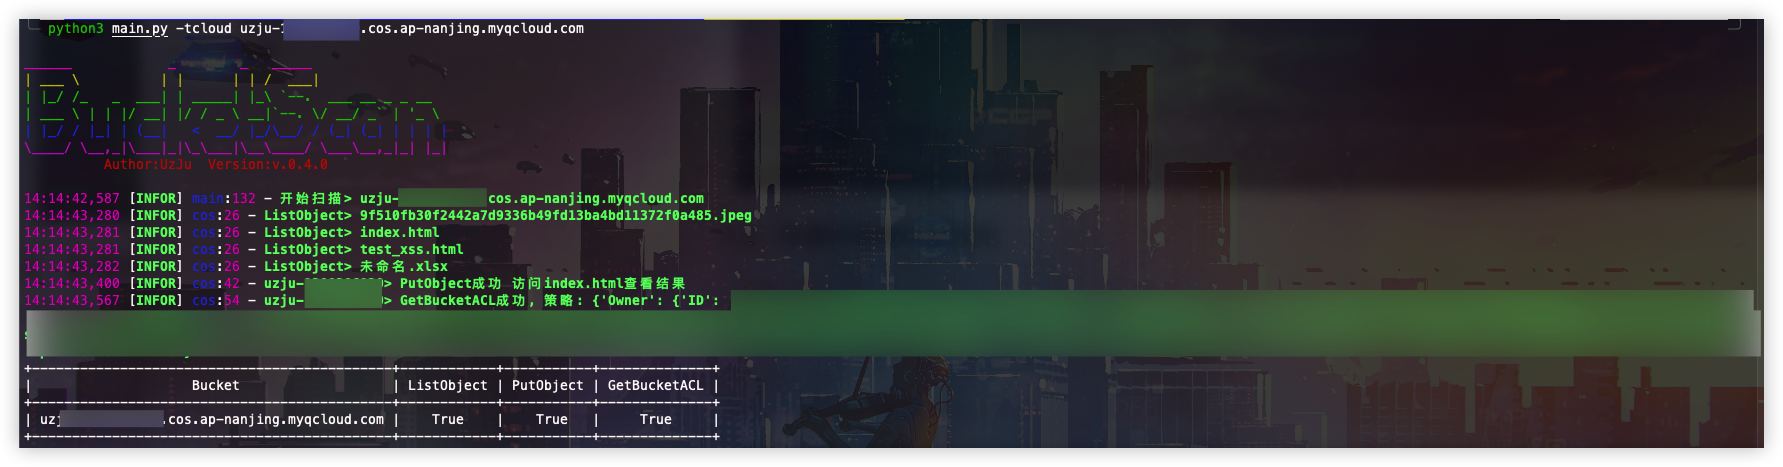 python3 main.py -tcloud uzju-1 .cos.ap-nanjing.myqcloud.com
BucketScan
Author:UzJu Version:v.0.4.0
14:14:42,587 [INFOR] main:132 - 开始扫描> uzju- cos.ap-nanjing.myqcloud.com
14:14:43,280 [INFOR] cos:26 - ListObject> 9f510fb30f2442a7d9336b49fd13ba4bd11372f0a485.jpeg
14:14:43,281 [INFOR] cos:26 - ListObject> index.html
14:14:43,281 [INFOR] cos:26 - ListObject> test_xss.html
14:14:43,282 [INFOR] cos:26 - ListObject> 未命名.xlsx
14:14:43,400 [INFOR] cos:42 - uzju- > PutObject成功 访问index.html查看结果
14:14:43,567 [INFOR] cos:54 - uzju- > GetBucketACL成功, 策略: {'Owner': {'ID':
| Bucket | ListObject | PutObject | GetBucketACL |
| uzj .cos.ap-nanjing.myqcloud.com | True | True | True |